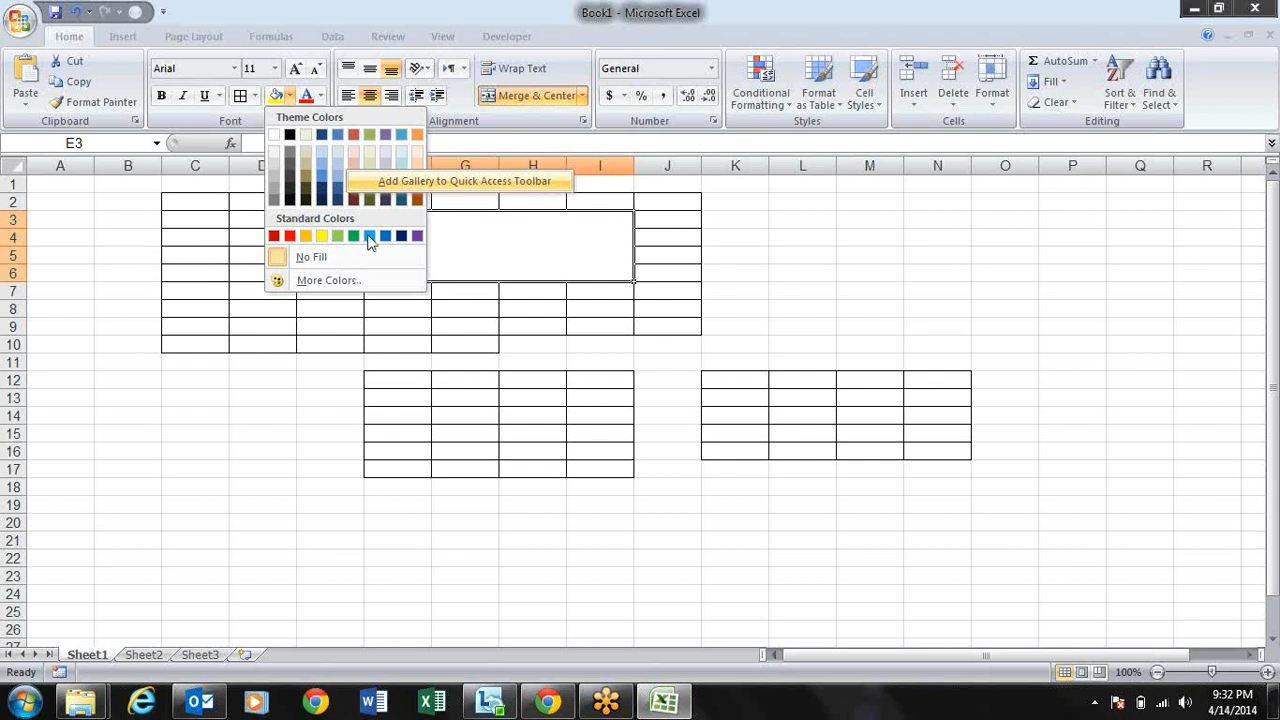 Book1 - Microsoft Excel
Home Insert Page Layout Formulas Data Review View Developer
Paste Cut Copy Format Painter
Arial 11
B I U A
Wrap Text
Merge & Center
General
$ % ,
Conditional Formatting Format as Table Cell Styles
Insert Delete Format
Σ AutoSum Fill Clear
Sort & Filter Find & Select
Clipboard Font Alignment Number Styles Cells Editing
E3 fx
Theme Colors
Add Gallery to Quick Access Toolbar
Standard Colors
No Fill
More Colors..
A B C D G H I J K L M N O P Q R
1
2
3
4
5
6
7
8
9
10
11
12
13
14
15
16
17
18
19
20
21
22
23
24
25
26
27
Sheet1 Sheet2 Sheet3
Ready 100%
9:32 PM
4/14/2014